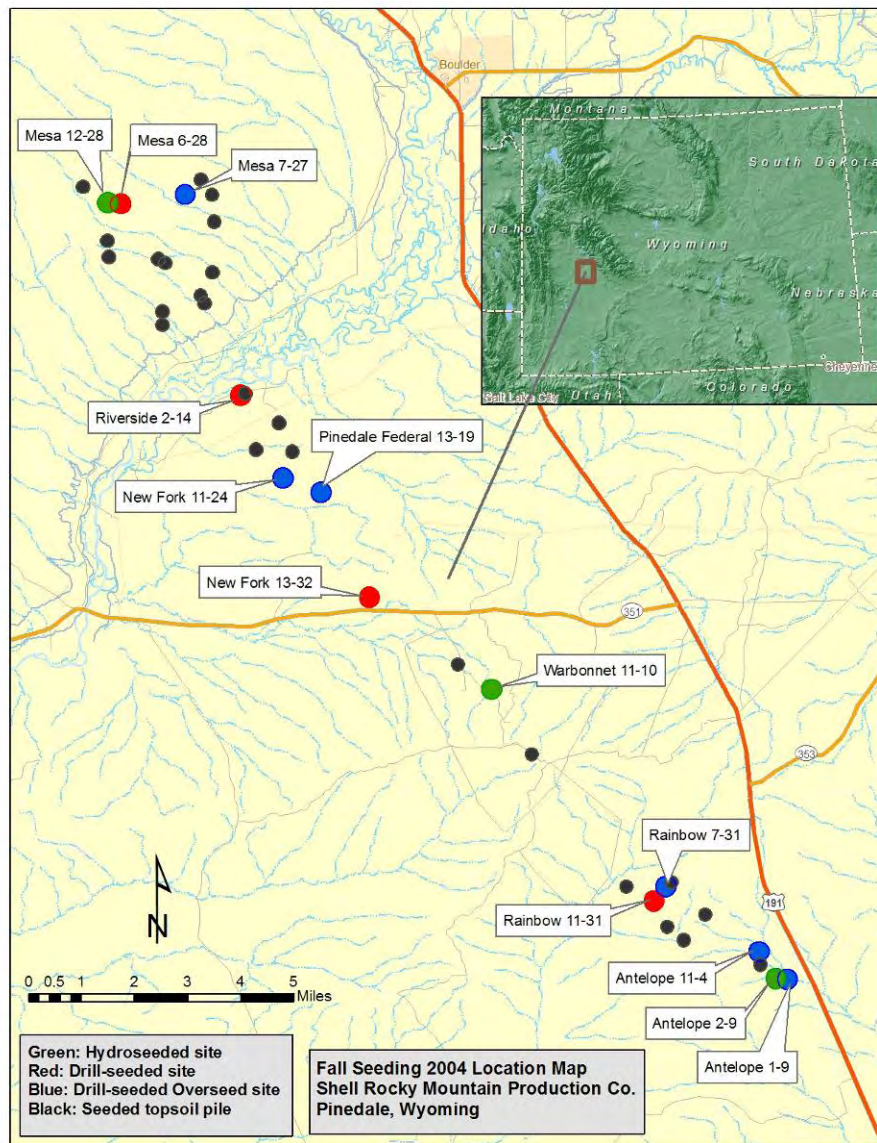 Boulder
Montana
South Dakota
Idaho
Wyoming
Nebraska
Cheyenne
Salt Lake City
Utah
Colorado
Mesa 12-28
Mesa 6-28
Mesa 7-27
Riverside 2-14
Pinedale Federal 13-19
New Fork 11-24
New Fork 13-32
351
Warbonnet 11-10
353
Rainbow 7-31
191
Rainbow 11-31
Antelope 11-4
Antelope 2-9
Antelope 1-9
N
0 0.5 1 2 3 4 5
Miles
Green: Hydroseeded site
Red: Drill-seeded site
Blue: Drill-seeded Overseed site
Black: Seeded topsoil pile
Fall Seeding 2004 Location Map
Shell Rocky Mountain Production Co.
Pinedale, Wyoming